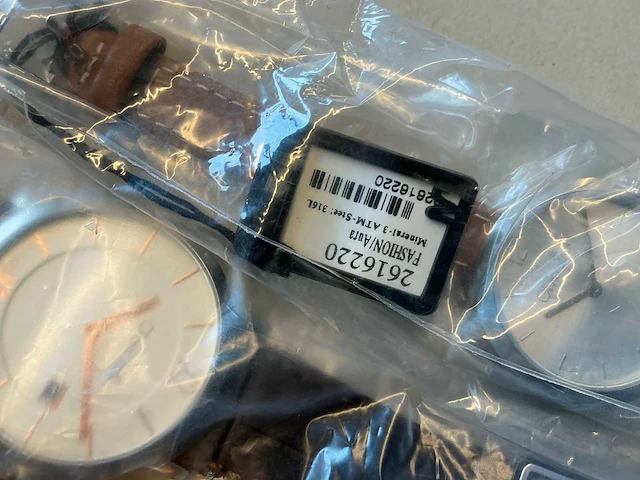 2616220
FASHION/Aura
Mineral-3 ATM-Steel 316L
2616220